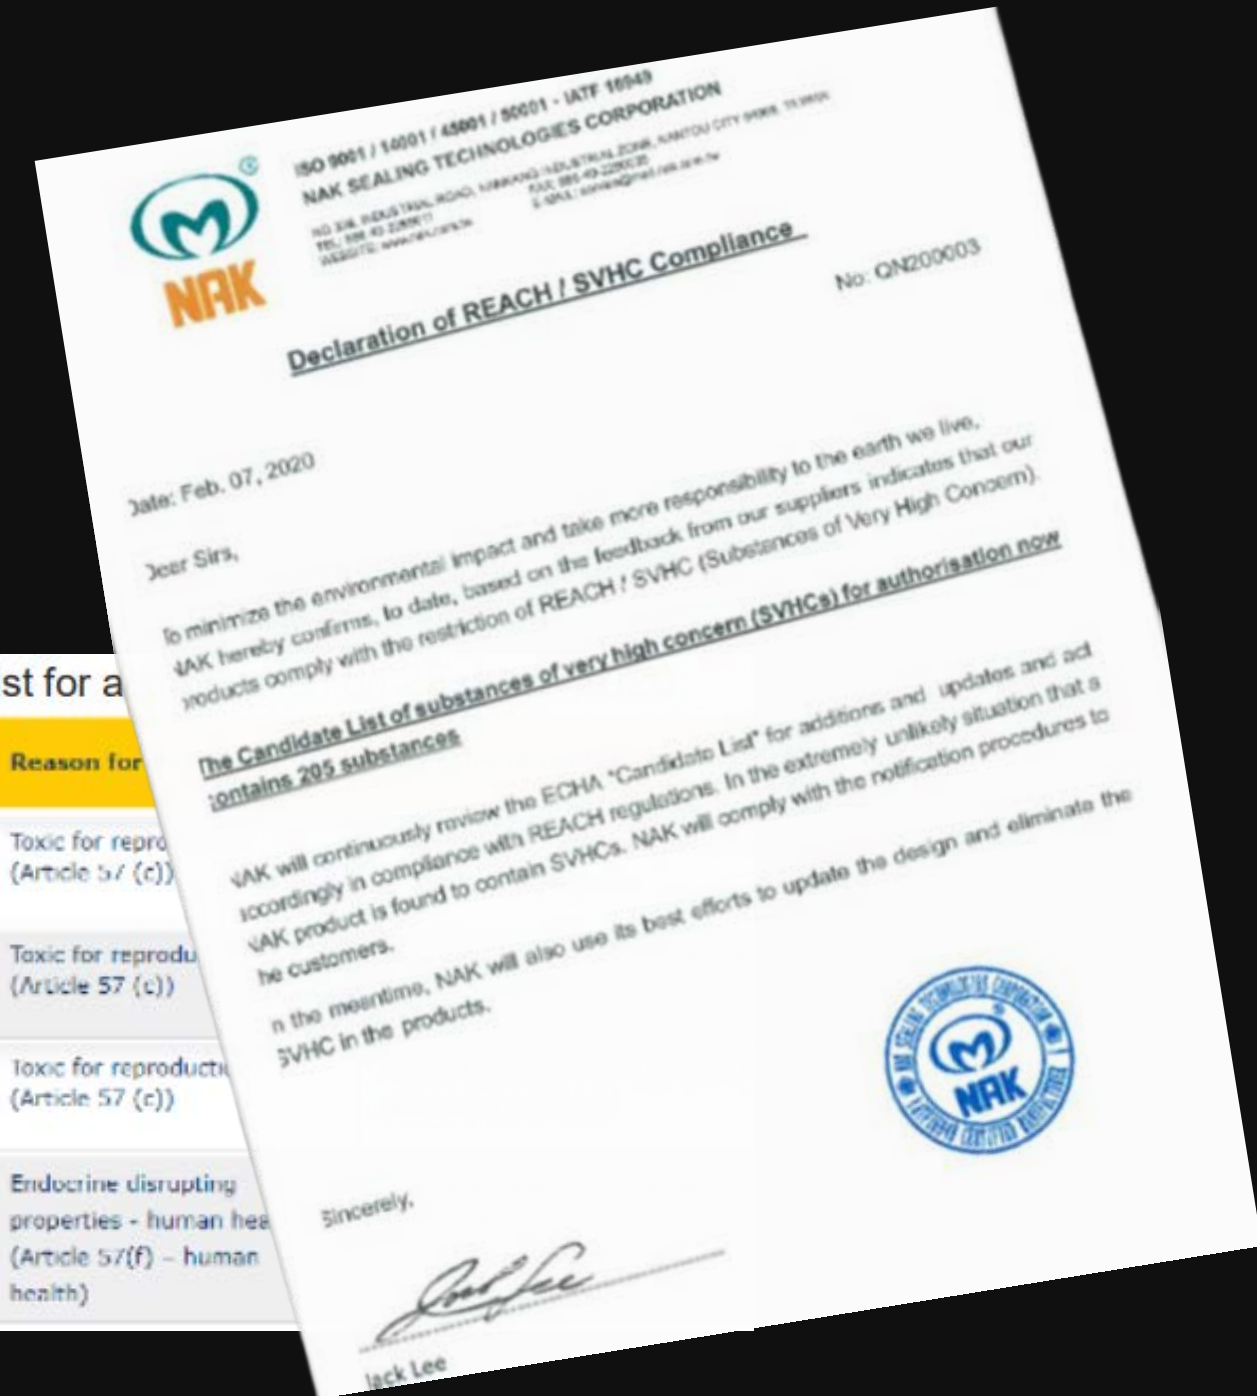 ISO 9001 / 14001 / 45001 / 50001 - IATF 16949
NAK SEALING TECHNOLOGIES CORPORATION
®
NAK
Declaration of REACH / SVHC Compliance
No: QN200003
Date: Feb. 07, 2020
Dear Sirs,
To minimize the environmental impact and take more responsibility to the earth we live,
NAK hereby confirms, to date, based on the feedback from our suppliers indicates that our
products comply with the restriction of REACH / SVHC (Substances of Very High Concern).
The Candidate List of substances of very high concern (SVHCs) for authorisation now
contains 205 substances
NAK will continuously review the ECHA "Candidate List" for additions and updates and act
accordingly in compliance with REACH regulations. In the extremely unlikely situation that a
NAK product is found to contain SVHCs. NAK will comply with the notification procedures to
he customers.
n the meantime, NAK will also use its best efforts to update the design and eliminate the
SVHC in the products.
NAK
Sincerely,
Jack Lee
Jack Lee
st for a
Reason for
Toxic for repro
(Article 57 (c))
Toxic for reprodu
(Article 57 (c))
Toxic for reproducti
(Article 57 (c))
Endocrine disrupting
properties - human hea
(Article 57(f) – human
health)